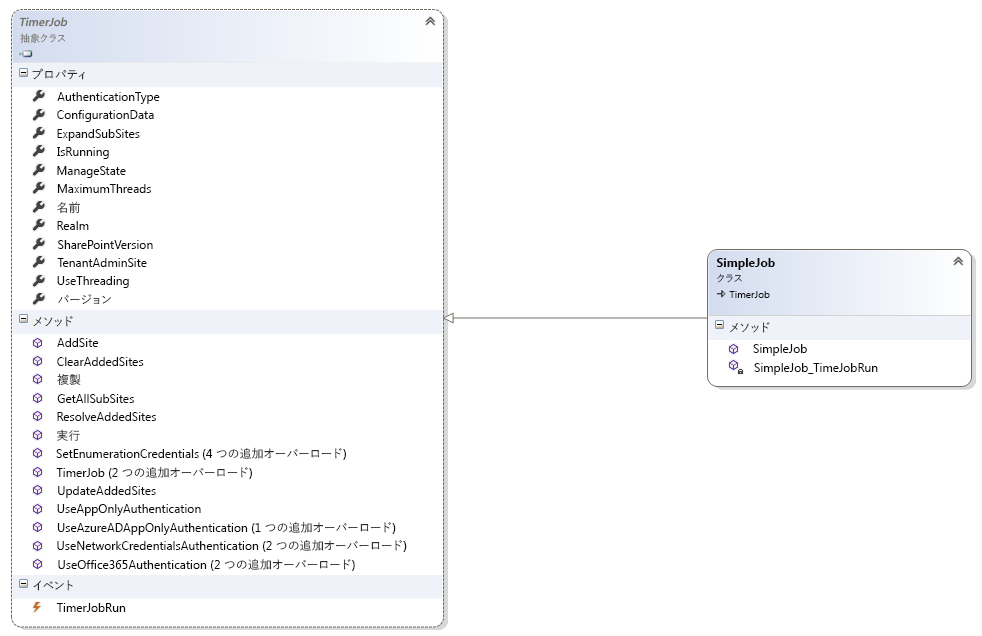 TimerJob
抽象クラス
プロパティ
AuthenticationType
ConfigurationData
ExpandSubSites
IsRunning
ManageState
MaximumThreads
名前
Realm
SharePointVersion
TenantAdminSite
UseThreading
バージョン
メソッド
AddSite
ClearAddedSites
複製
GetAllSubSites
ResolveAddedSites
実行
SetEnumerationCredentials (4 つの追加オーバーロード)
TimerJob (2 つの追加オーバーロード)
UpdateAddedSites
UseAppOnlyAuthentication
UseAzureADAppOnlyAuthentication (1 つの追加オーバーロード)
UseNetworkCredentialsAuthentication (2 つの追加オーバーロード)
UseOffice365Authentication (2 つの追加オーバーロード)
イベント
TimerJobRun
SimpleJob
クラス
TimerJob
メソッド
SimpleJob
SimpleJob_TimeJobRun